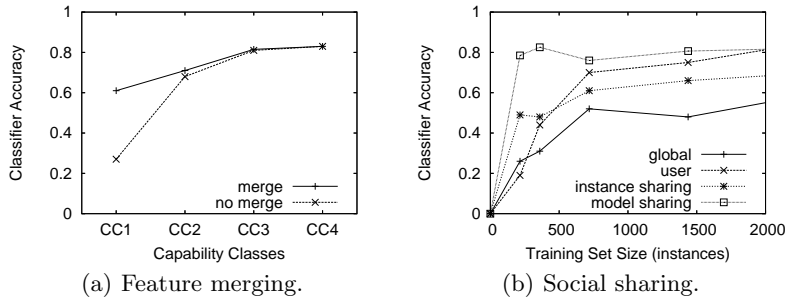 1
0.8
0.6
0.4
0.2
0
Classifier Accuracy
merge
no merge
CC1 CC2 CC3 CC4
Capability Classes
(a) Feature merging.
1
0.8
0.6
0.4
0.2
0
Classifier Accuracy
global
user
instance sharing
model sharing
0 500 1000 1500 2000
Training Set Size (instances)
(b) Social sharing.